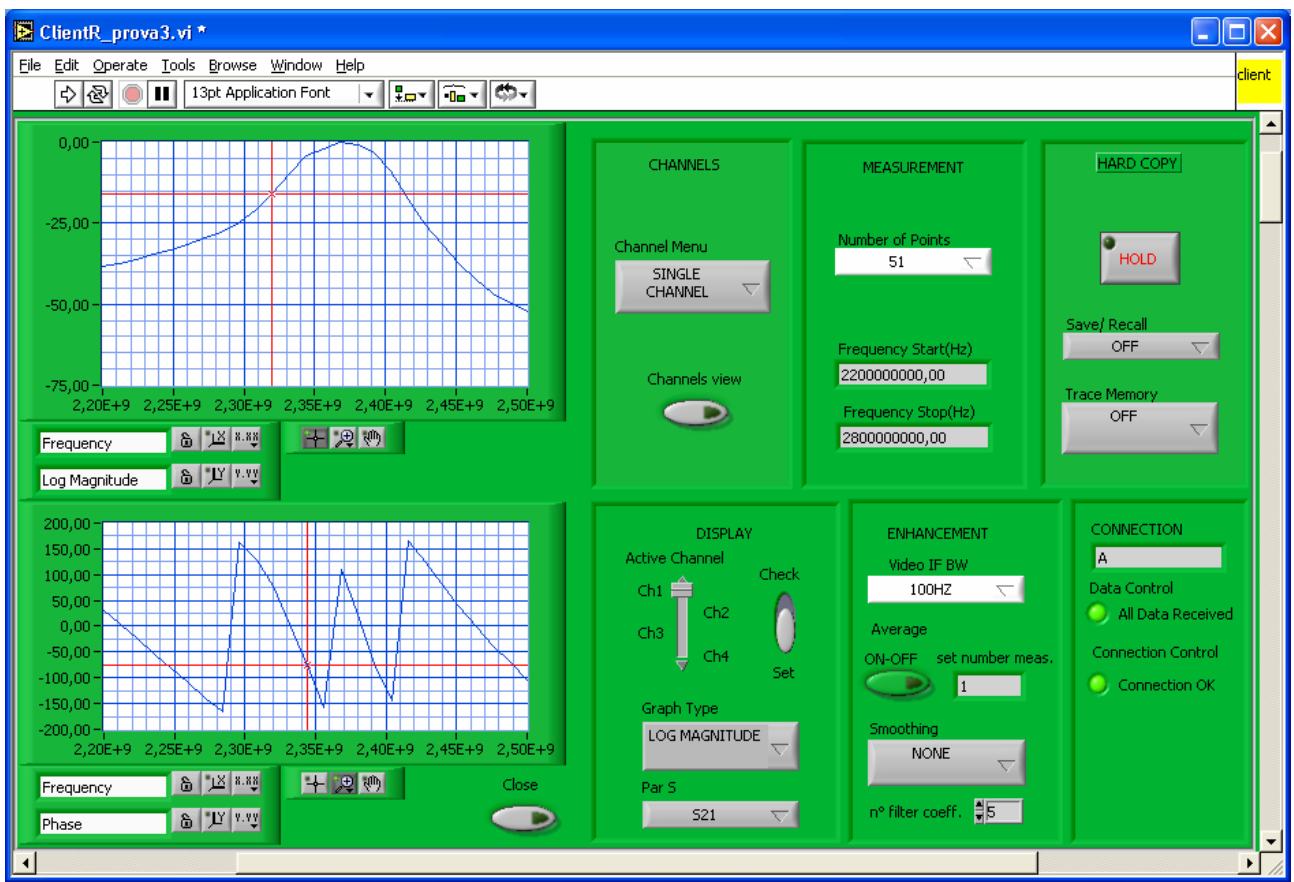 ClientR_prova3.vi *
File Edit Operate Tools Browse Window Help
13pt Application Font
client
0,00
-25,00
-50,00
-75,00
2,20E+9 2,25E+9 2,30E+9 2,35E+9 2,40E+9 2,45E+9 2,50E+9
Frequency
Log Magnitude
CHANNELS
Channel Menu
SINGLE
CHANNEL
Channels view
MEASUREMENT
Number of Points
51
Frequency Start(Hz)
2200000000,00
Frequency Stop(Hz)
2800000000,00
HARD COPY
HOLD
Save/ Recall
OFF
Trace Memory
OFF
200,00
150,00
100,00
50,00
0,00
-50,00
-100,00
-150,00
-200,00
2,20E+9 2,25E+9 2,30E+9 2,35E+9 2,40E+9 2,45E+9 2,50E+9
Frequency
Phase
Close
DISPLAY
Active Channel
Ch1
Ch2
Ch3
Ch4
Check
Set
Graph Type
LOG MAGNITUDE
Par S
S21
ENHANCEMENT
Video IF BW
100HZ
Average
ON-OFF set number meas.
1
Smoothing
NONE
n° filter coeff. 5
CONNECTION
A
Data Control
All Data Received
Connection Control
Connection OK